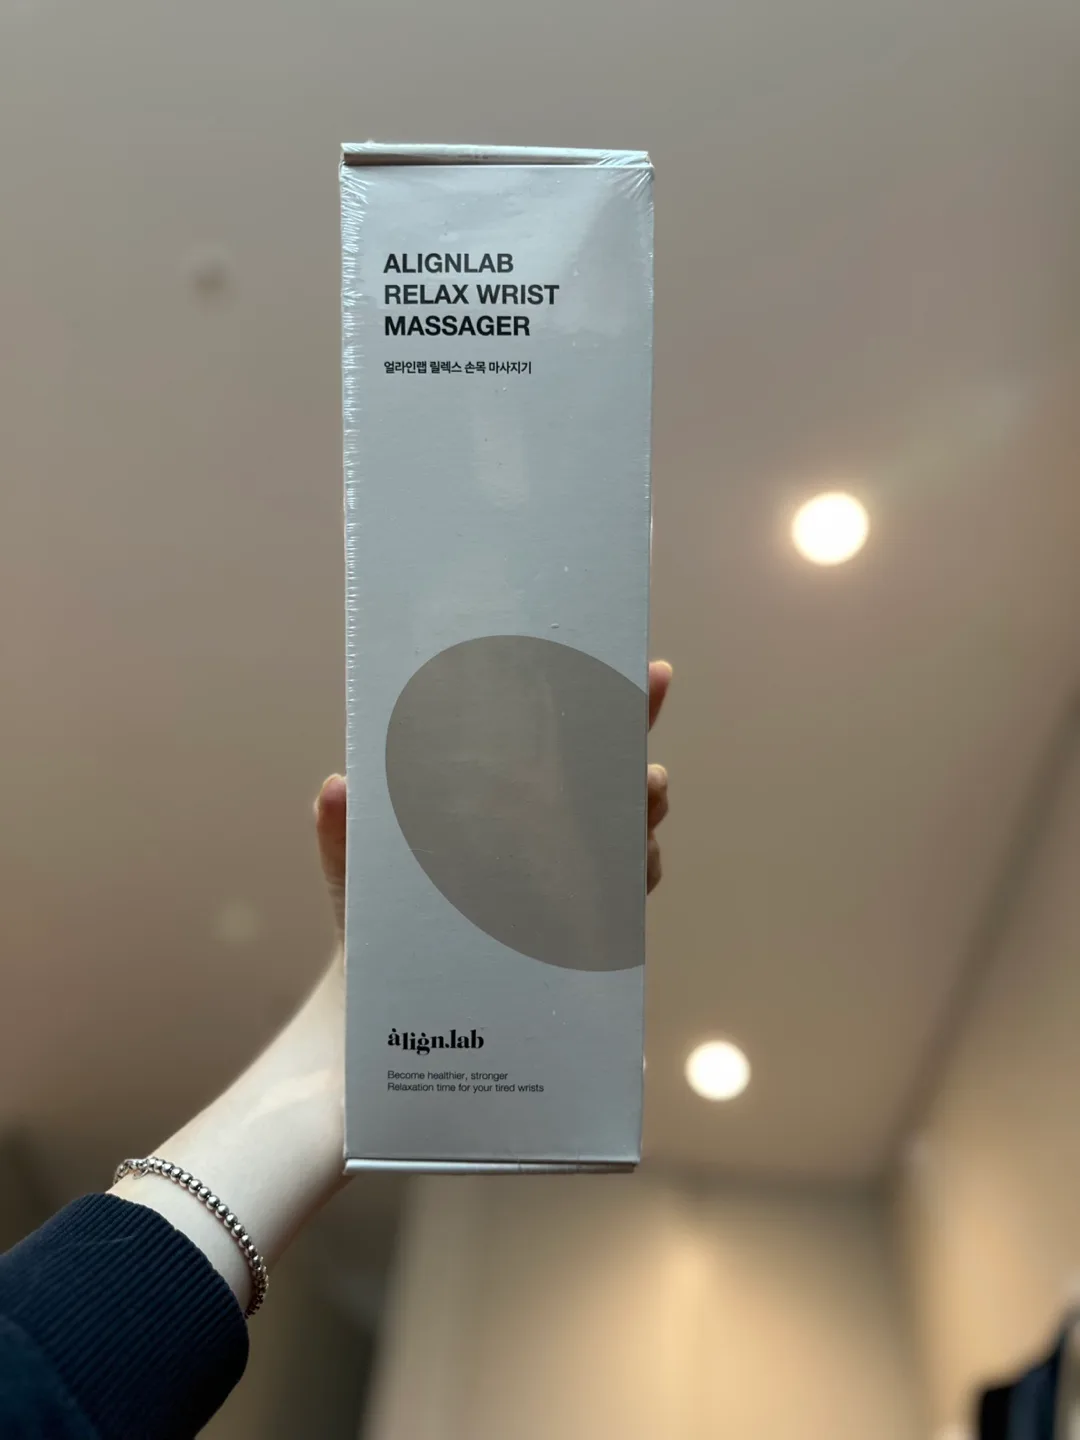 ALIGNLAB
RELAX WRIST
MASSAGER
얼라인랩 릴렉스 손목 마사지기
align.lab
Become healthier, stronger
Relaxation time for your tired wrists